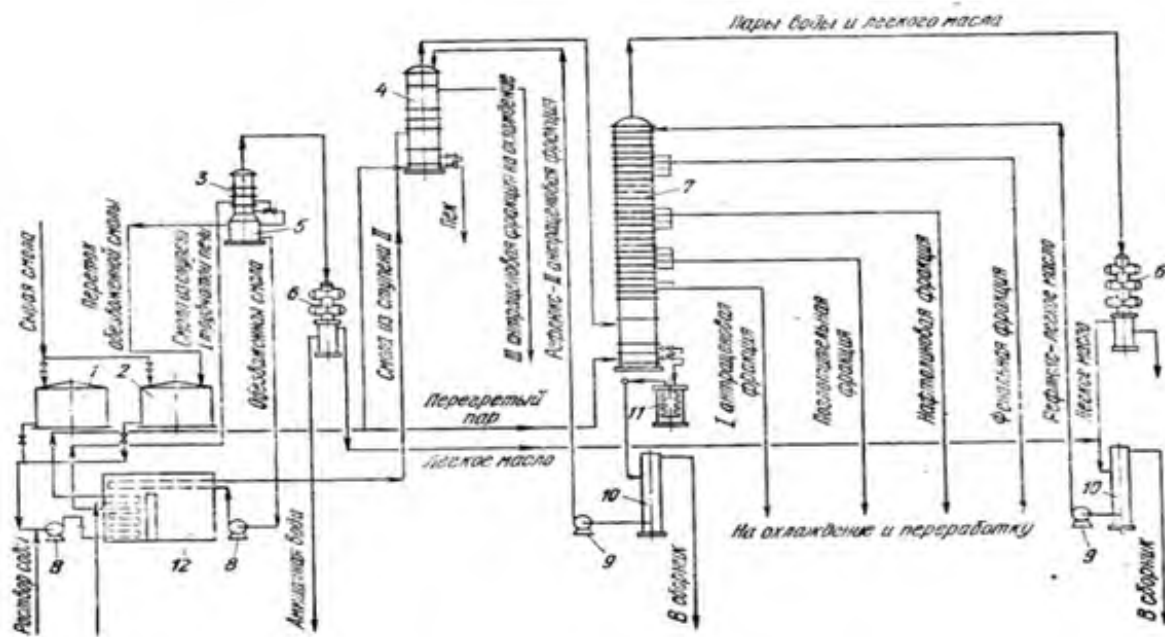 Пары воды и легкого масла
4
3
7
5
6
6
Сырая смола
переток
обезвоженной смолы
Смола из I ступени
трубчатой печи
Обезвоженная смола
Смола из ступени II
Пек
II антраценовая фракция на охлаждение
Рефлюкс-II антраценовая фракция
1
2
Перегретый
пар
Легкое масло
11
I антраценовая
фракция
Поглотительная
фракция
Нафталиновая фракция
Фенольная фракция
Рефлюкс-легкое масло
Легкое масло
10
10
На охлаждение и переработку
Раствор соды
8
12
8
Аммиачная вода
9
9
В сборник
В сборник